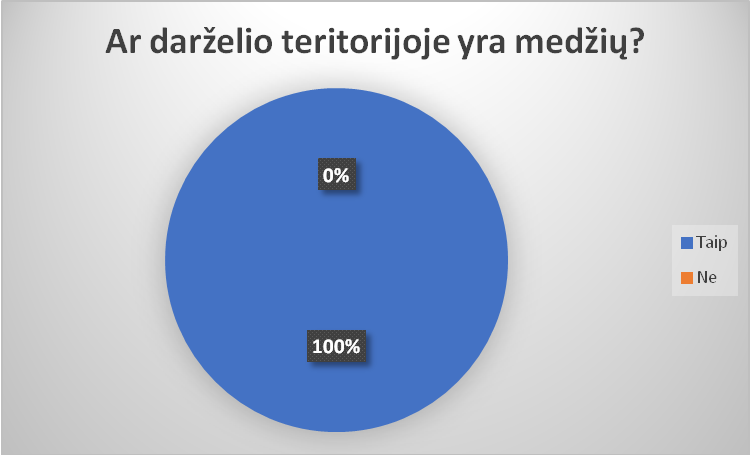 Ar darželio teritorijoje yra medžių?
0%
100%
Taip
Ne